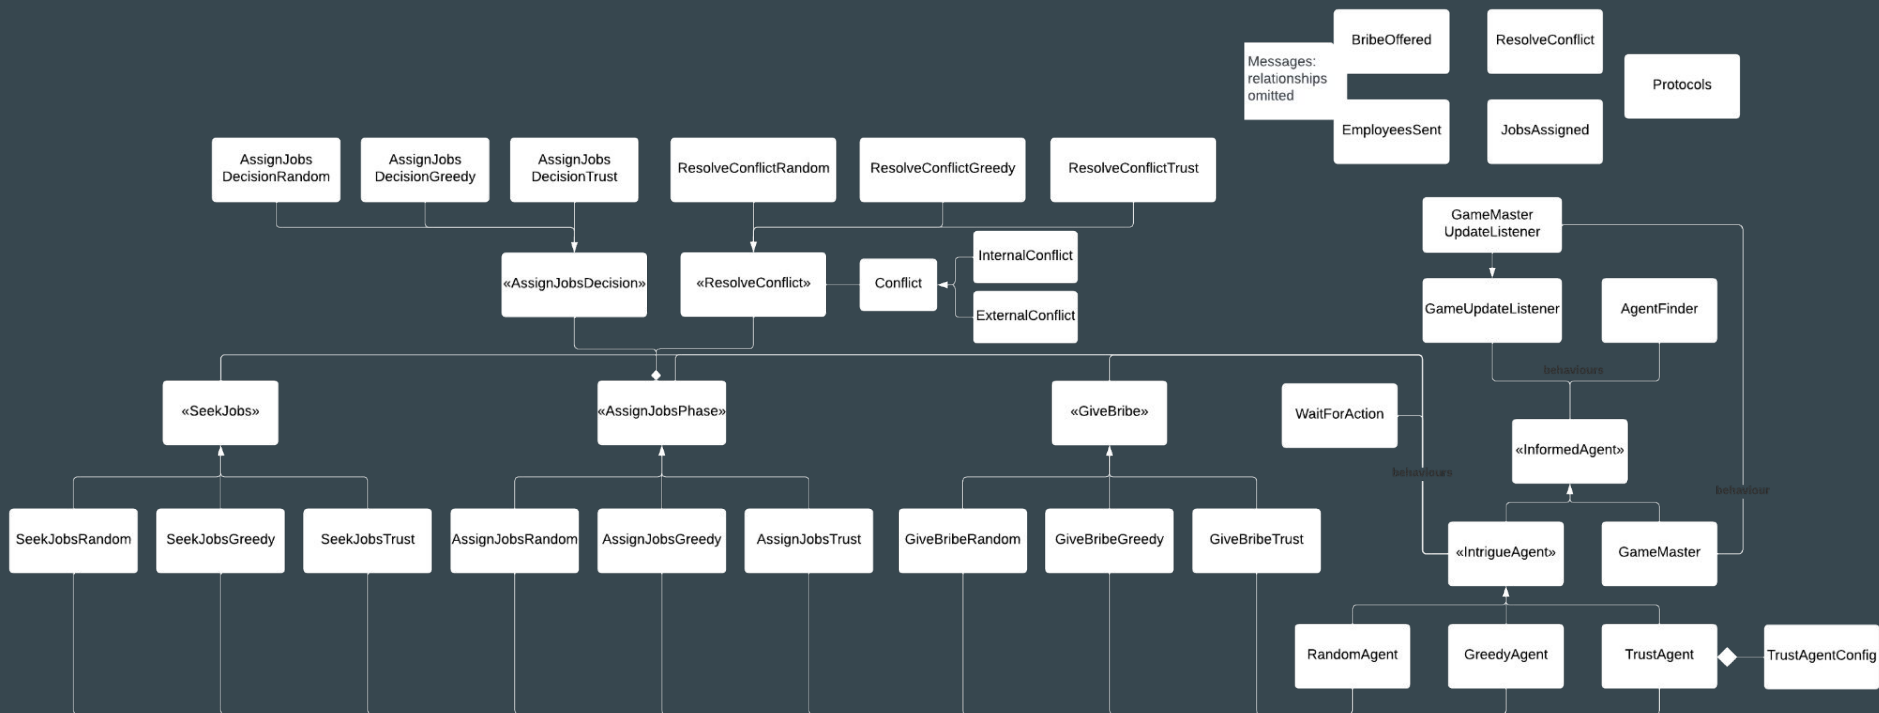 BribeOffered
ResolveConflict
Messages:
relationships
omitted
Protocols
EmployeesSent
JobsAssigned
AssignJobs
DecisionRandom
AssignJobs
DecisionGreedy
AssignJobs
DecisionTrust
ResolveConflictRandom
ResolveConflictGreedy
ResolveConflictTrust
GameMaster
UpdateListener
«AssignJobsDecision»
«ResolveConflict»
Conflict
InternalConflict
ExternalConflict
GameUpdateListener
AgentFinder
behaviours
«SeekJobs»
«AssignJobsPhase»
«GiveBribe»
WaitForAction
«InformedAgent»
behaviours
behaviour
SeekJobsRandom
SeekJobsGreedy
SeekJobsTrust
AssignJobsRandom
AssignJobsGreedy
AssignJobsTrust
GiveBribeRandom
GiveBribeGreedy
GiveBribeTrust
«IntrigueAgent»
GameMaster
RandomAgent
GreedyAgent
TrustAgent
TrustAgentConfig